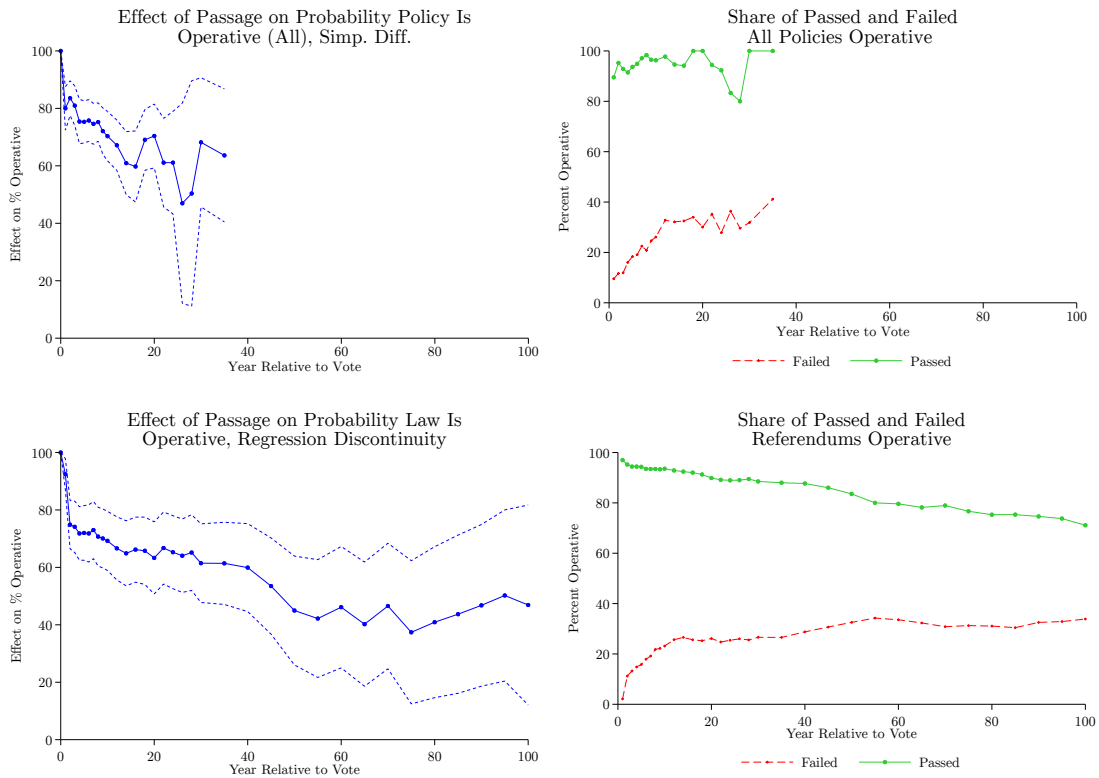 Effect of Passage on Probability Policy Is
Operative (All), Simp. Diff.
100
80
60
40
20
0
Effect on % Operative
0 20 40 60 80 100
Year Relative to Vote
Share of Passed and Failed
All Policies Operative
100
80
60
40
20
0
Percent Operative
0 20 40 60 80 100
Year Relative to Vote
Failed Passed
Effect of Passage on Probability Law Is
Operative, Regression Discontinuity
100
80
60
40
20
0
Effect on % Operative
0 20 40 60 80 100
Year Relative to Vote
Share of Passed and Failed
Referendums Operative
100
80
60
40
20
0
Percent Operative
0 20 40 60 80 100
Year Relative to Vote
Failed Passed